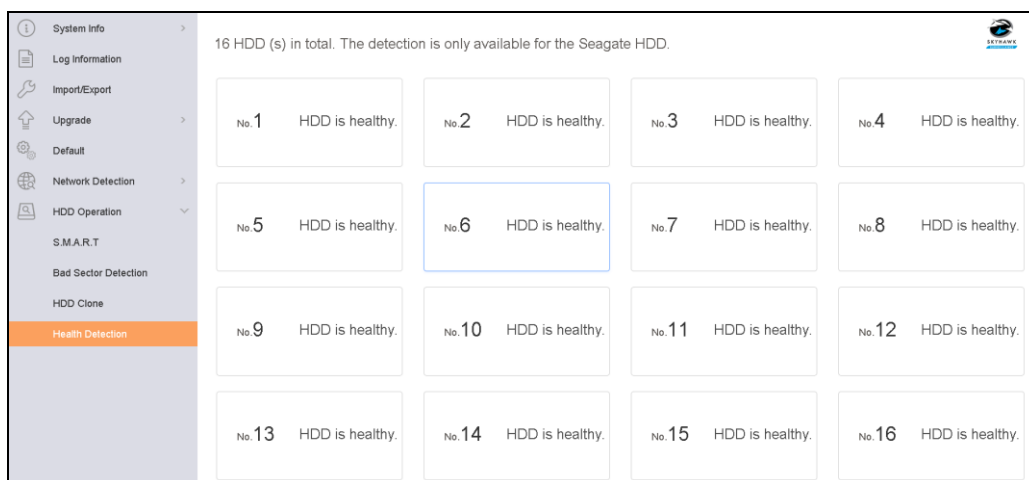 System Info
Log Information
Import/Export
Upgrade
Default
Network Detection
HDD Operation
S.M.A.R.T
Bad Sector Detection
HDD Clone
Health Detection
16 HDD (s) in total. The detection is only available for the Seagate HDD.
SKYHAWK
No.1 HDD is healthy.
No.2 HDD is healthy.
No.3 HDD is healthy.
No.4 HDD is healthy.
No.5 HDD is healthy.
No.6 HDD is healthy.
No.7 HDD is healthy.
No.8 HDD is healthy.
No.9 HDD is healthy.
No.10 HDD is healthy.
No.11 HDD is healthy.
No.12 HDD is healthy.
No.13 HDD is healthy.
No.14 HDD is healthy.
No.15 HDD is healthy.
No.16 HDD is healthy.